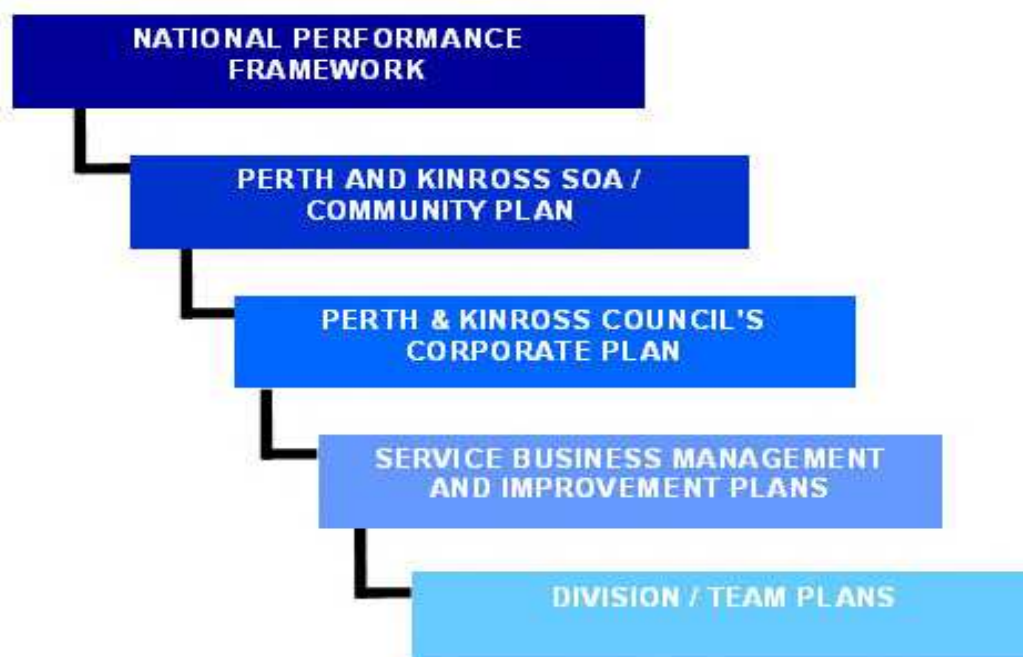 NATIONAL PERFORMANCE
FRAMEWORK
PERTH AND KINROSS SOA /
COMMUNITY PLAN
PERTH & KINROSS COUNCIL'S
CORPORATE PLAN
SERVICE BUSINESS MANAGEMENT
AND IMPROVEMENT PLANS
DIVISION / TEAM PLANS